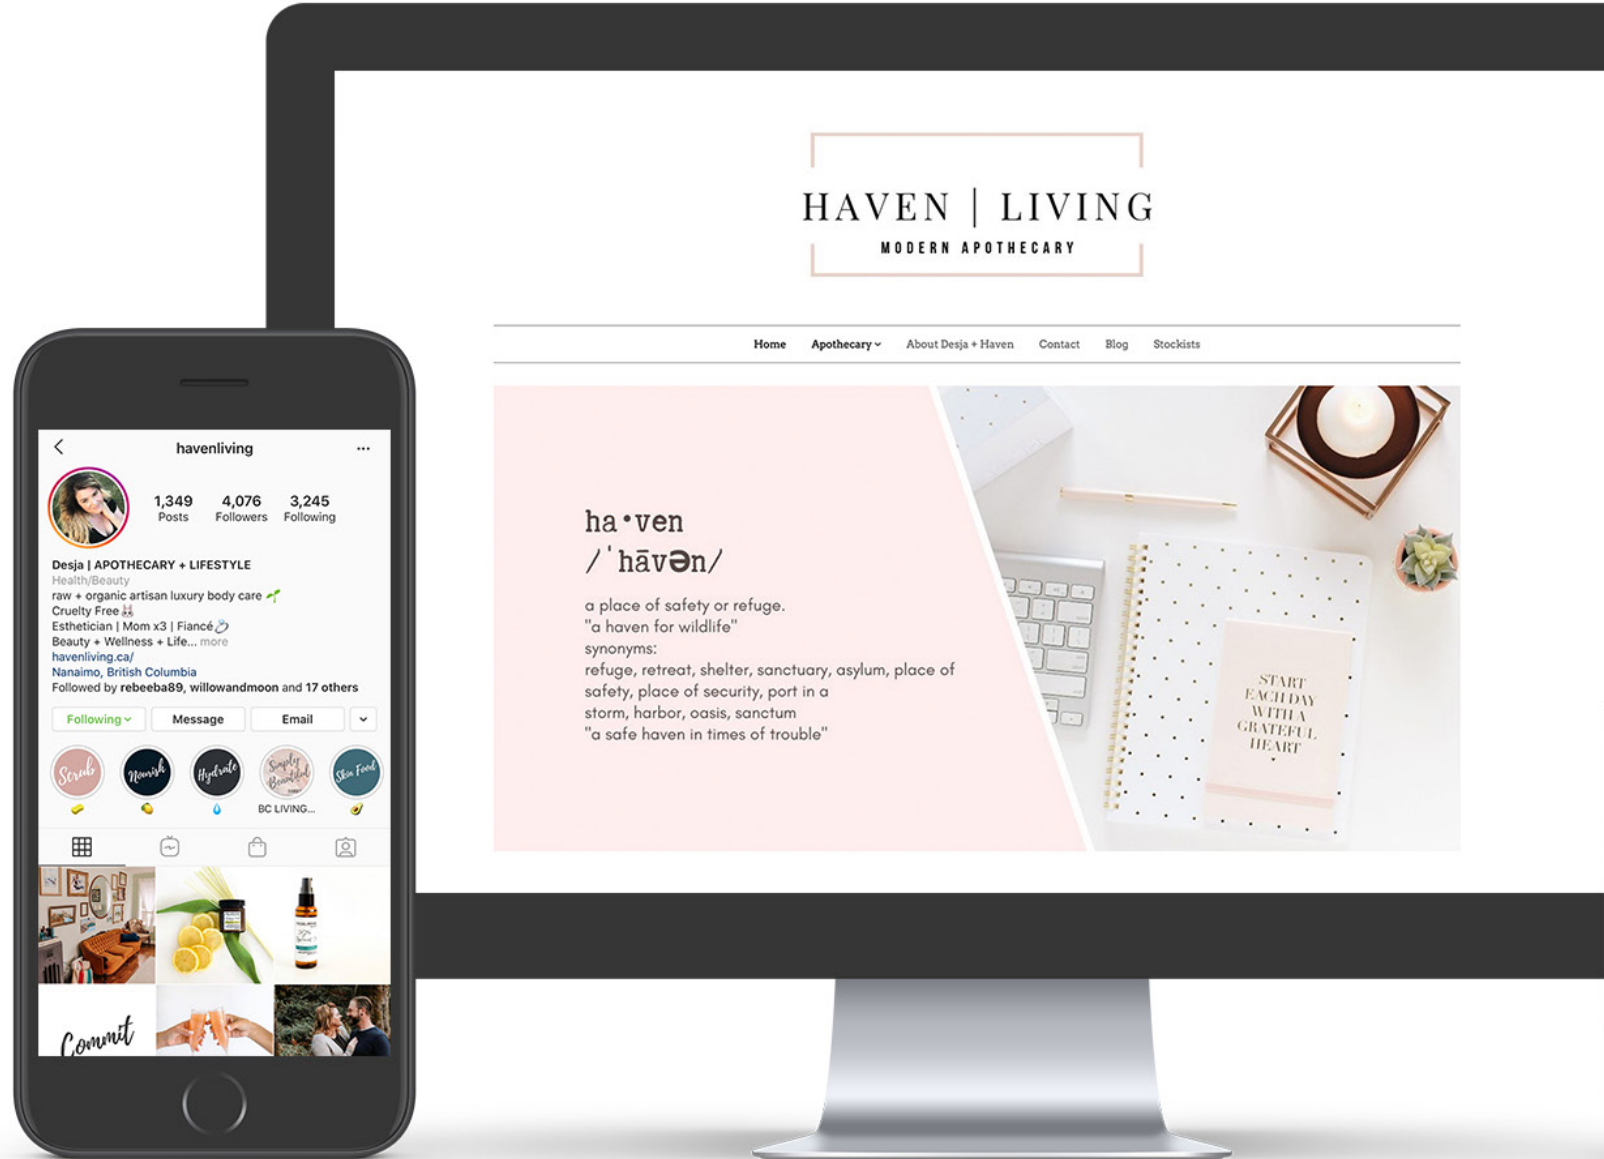 HAVEN | LIVING
MODERN APOTHECARY
Home Apothecary About Desja + Haven Contact Blog Stockists
ha•ven
/ˈhāvən/
a place of safety or refuge.
"a haven for wildlife"
synonyms:
refuge, retreat, shelter, sanctuary, asylum, place of
safety, place of security, port in a
storm, harbor, oasis, sanctum
"a safe haven in times of trouble"
START
EACH DAY
WITH A
GRATEFUL
HEART
havenliving
1,349 4,076 3,245
Posts Followers Following
Desja | APOTHECARY + LIFESTYLE
Health/Beauty
raw + organic artisan luxury body care 🌱
Cruelty Free 🐰
Esthetician | Mom x3 | Fiancé💍
Beauty + Wellness + Life... more
havenliving.ca/
Nanaimo, British Columbia
Followed by rebeeba89, willowandmoon and 17 others
Following Message Email
Scrub Nourish Hydrate Simply Beautiful Skin Food
BC LIVING...
Commit